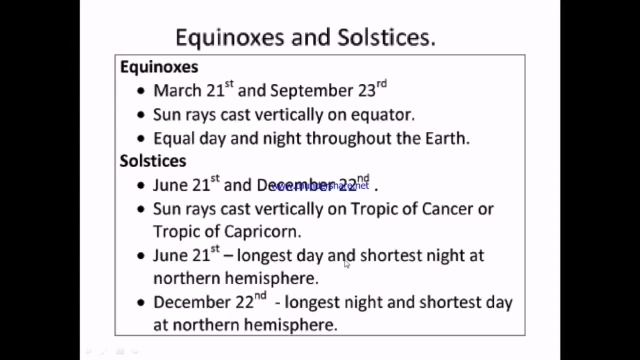 Equinoxes and Solstices.
Equinoxes
• March 21st and September 23rd
• Sun rays cast vertically on equator.
• Equal day and night throughout the Earth.
Solstices
• June 21st and December 22nd .
• Sun rays cast vertically on Tropic of Cancer or
Tropic of Capricorn.
• June 21st – longest day and shortest night at
northern hemisphere.
• December 22nd - longest night and shortest day
at northern hemisphere.